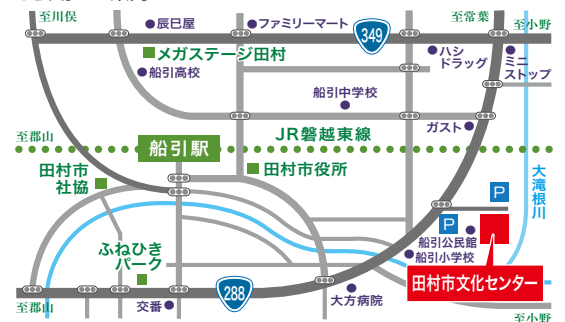 至川俣
辰巳屋
ファミリーマート
349
至常葉
至小野
メガステージ田村
船引高校
ハシ
ドラッグ
ミニ
ストップ
船引中学校
ガスト
至郡山
船引駅
JR磐越東線
田村市
社協
田村市役所
大滝根川
P
P
船引公民館
船引小学校
ふねひき
パーク
田村市文化センター
288
至郡山
交番
大方病院
至小野